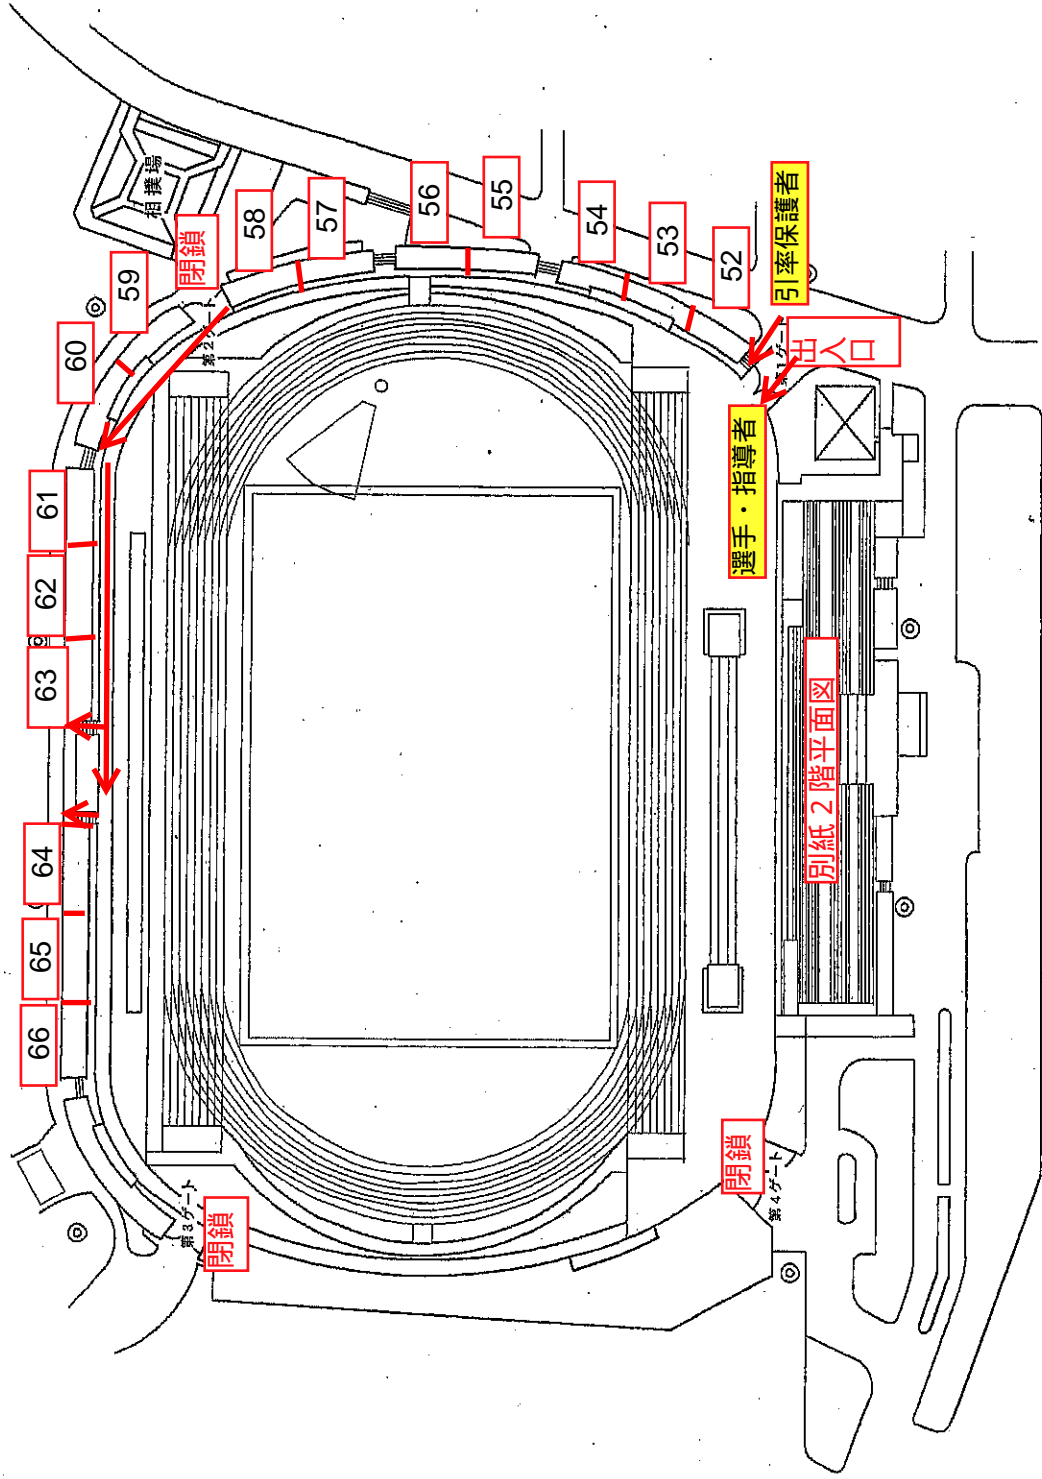 相撲場
閉鎖
第2ゲート
60
59
58
57
56
55
54
53
52
引率保護者
出入口
第1ゲート
選手・指導者
61
62
63
64
65
66
別紙2階平面図
第3ゲート
閉鎖
閉鎖
第4ゲート